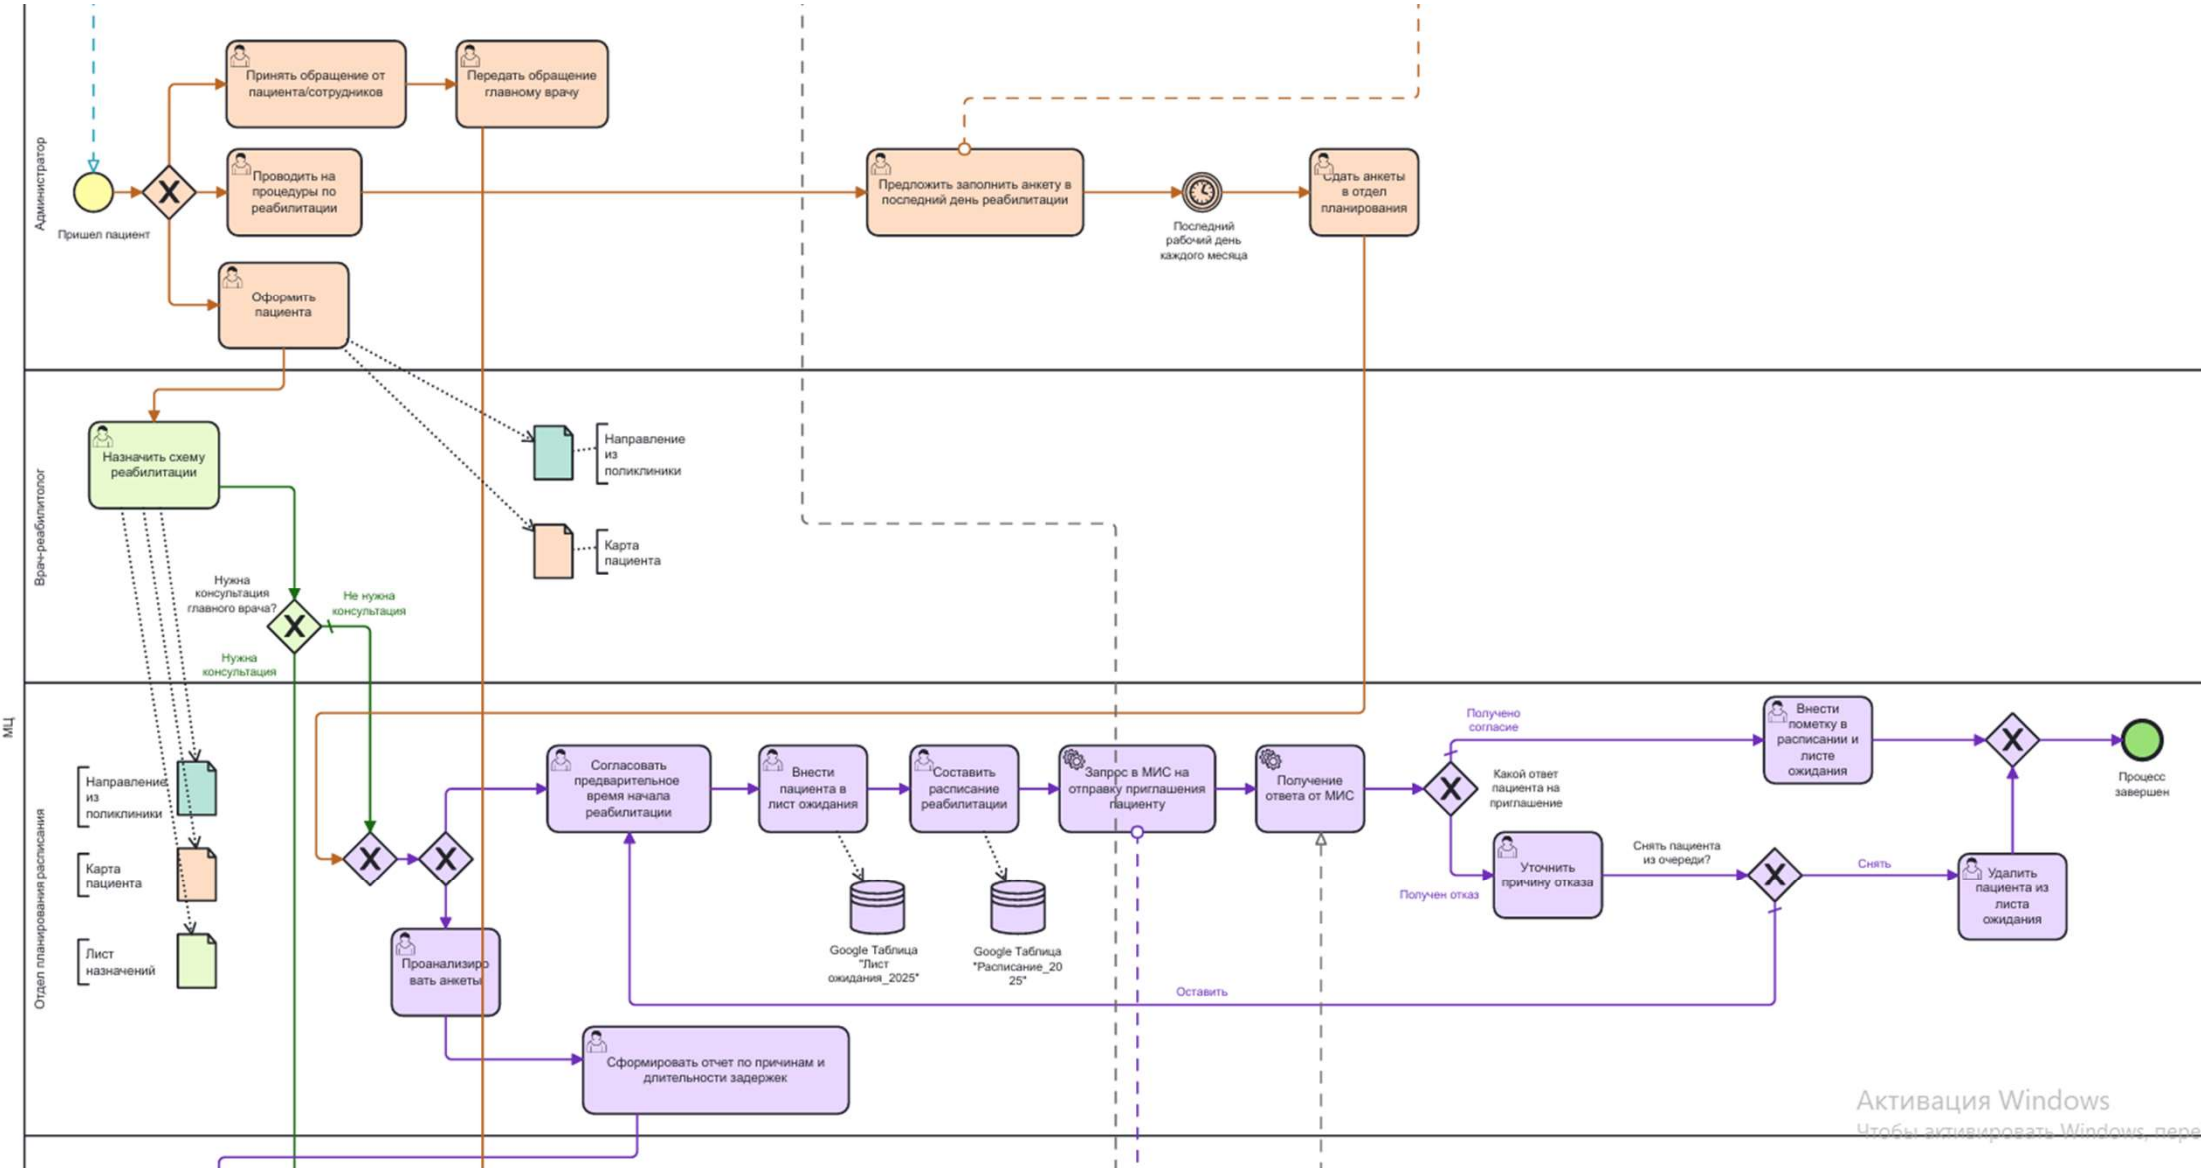 МЦ
Администратор
Пришел пациент
Принять обращение от
пациента/сотрудников
Передать обращение
главному врачу
Проводить на
процедуры по
реабилитации
Предложить заполнить анкету в
последний день реабилитации
Последний
рабочий день
каждого месяца
Сдать анкеты
в отдел
планирования
Оформить
пациента
Врач-реабилитолог
Назначить схему
реабилитации
Направление
из
поликлиники
Карта
пациента
Нужна
консультация
главного врача?
Не нужна
консультация
Нужна
консультация
Отдел планирования расписания
Направление
из
поликлиники
Карта
пациента
Лист
назначений
Согласовать
предварительное
время начала
реабилитации
Внести
пациента в
лист ожидания
Составить
расписание
реабилитации
Запрос в МИС на
отправку приглашения
пациенту
Получение
ответа от МИС
Получено
согласие
Какой ответ
пациента на
приглашение
Получен отказ
Внести
пометку в
расписании и
листе
ожидания
Процесс
завершен
Уточнить
причину отказа
Снять пациента
из очереди?
Снять
Удалить
пациента из
листа
ожидания
Оставить
Google Таблица
"Лист
ожидания_2025"
Google Таблица
"Расписание_20
25"
Проанализиро
вать анкеты
Сформировать отчет по причинам и
длительности задержек
Активация Windows
Чтобы активировать Windows, пере